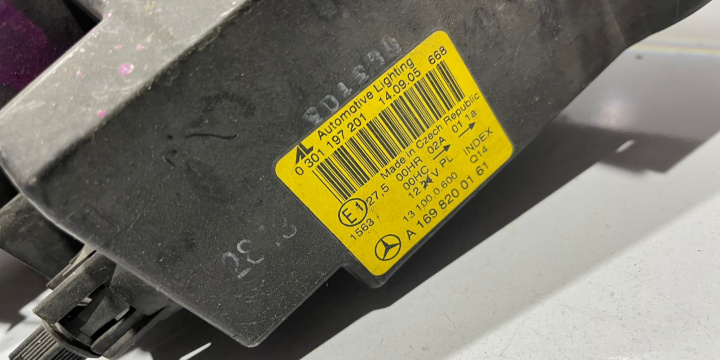 AL Automotive Lighting
0 301 197 201 14.09.05 668
Made in Czech Republic
E1 27,5 00HR 02A 01 1a
00HC → →
1563 12 V PL INDEX
13.100.0.600 Q14
A 169 820 01 61